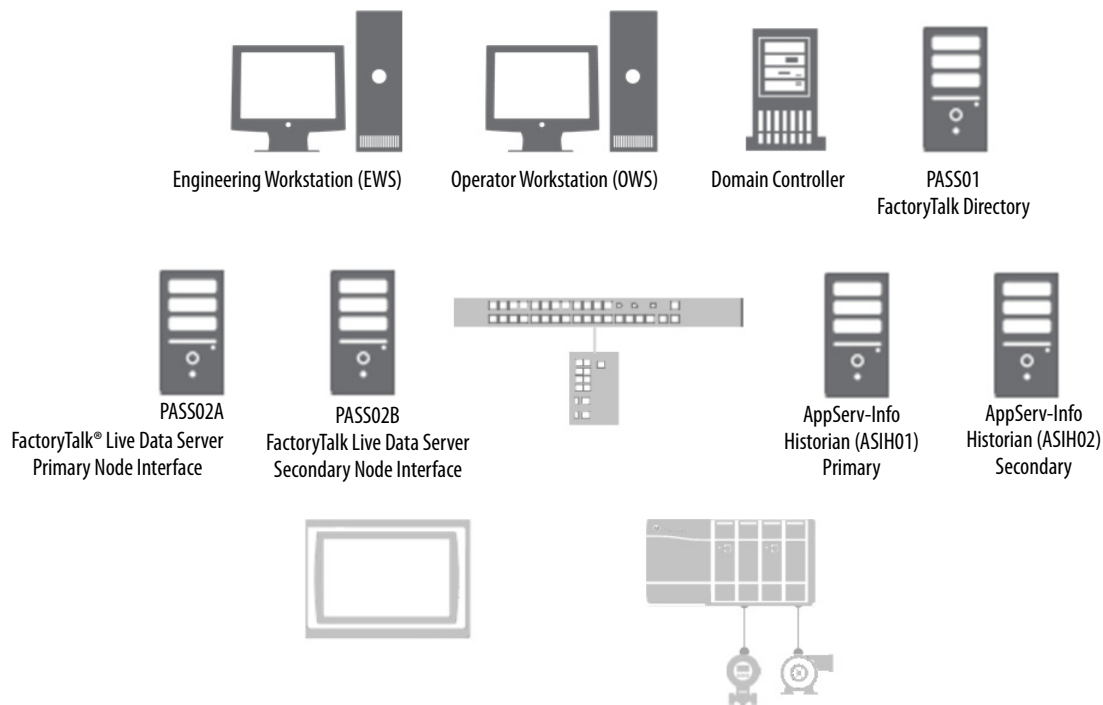 Engineering Workstation (EWS)
Operator Workstation (OWS)
Domain Controller
PASS01
FactoryTalk Directory
PASS02A
FactoryTalk® Live Data Server
Primary Node Interface
PASS02B
FactoryTalk Live Data Server
Secondary Node Interface
AppServ-Info
Historian (ASIH01)
Primary
AppServ-Info
Historian (ASIH02)
Secondary